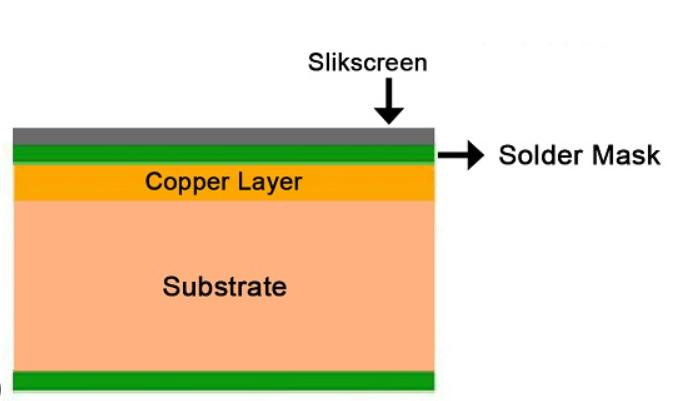 Slikscreen
Solder Mask
Copper Layer
Substrate